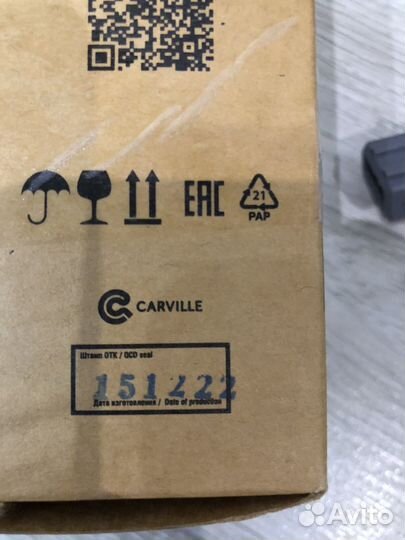 EAC
21
PAP
CARVILLE
Штамп ОТК / QCD seal
151222
Дата изготовления / Date of production
Avito